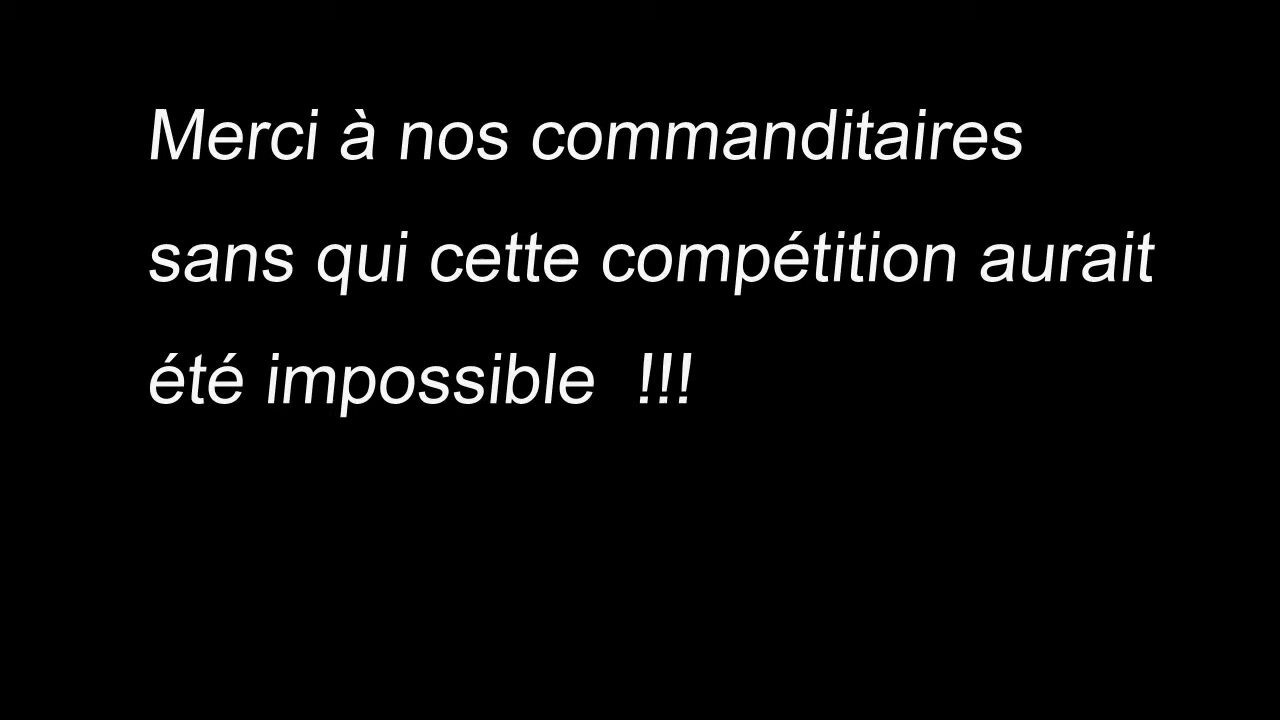 Merci à nos commanditaires
sans qui cette compétition aurait
été impossible  !!!